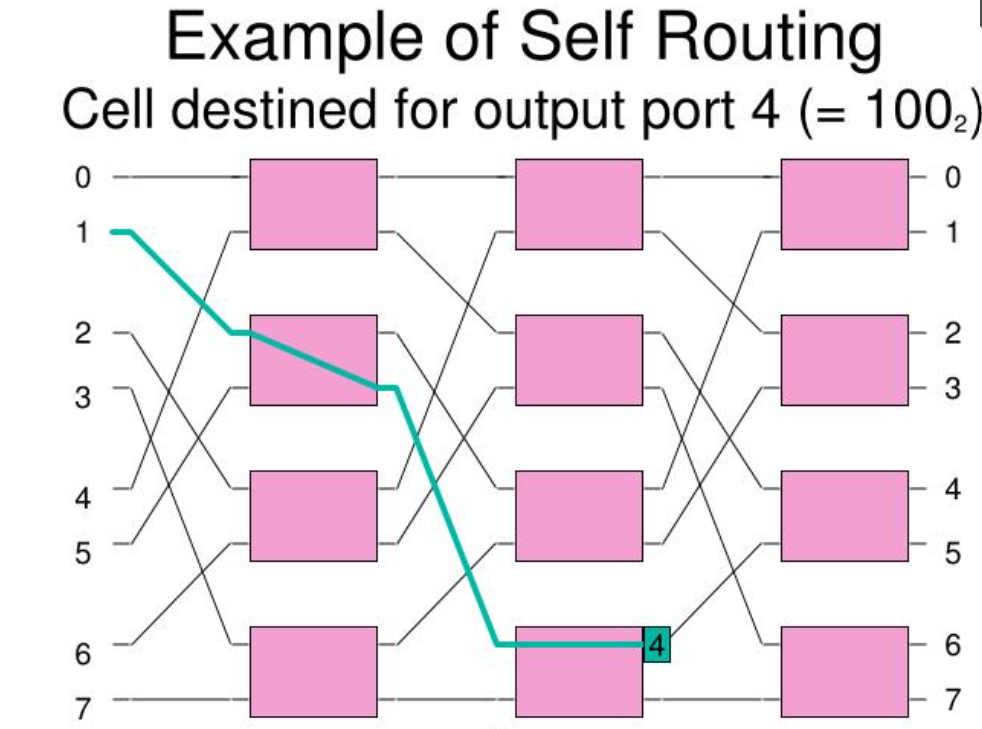 Example of Self Routing
Cell destined for output port 4 (= 100₂)
0 0
1 1
2 2
3 3
4 4
5 5
6 4 6
7 7